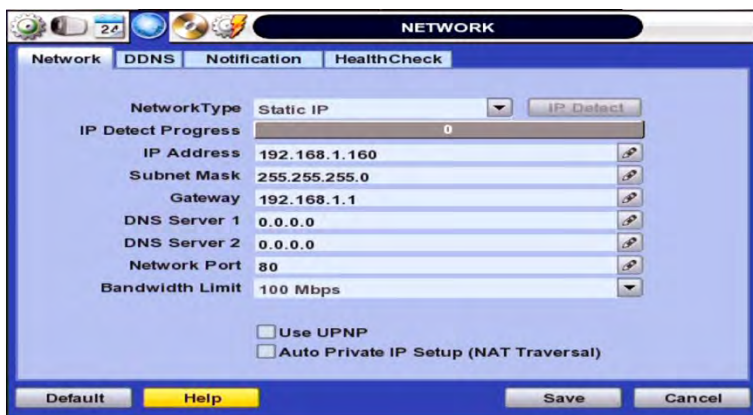 24
NETWORK
Network DDNS Notification HealthCheck
NetworkType Static IP IP Detect
IP Detect Progress 0
IP Address 192.168.1.160
Subnet Mask 255.255.255.0
Gateway 192.168.1.1
DNS Server 1 0.0.0.0
DNS Server 2 0.0.0.0
Network Port 80
Bandwidth Limit 100 Mbps
Use UPNP
Auto Private IP Setup (NAT Traversal)
Default Help Save Cancel